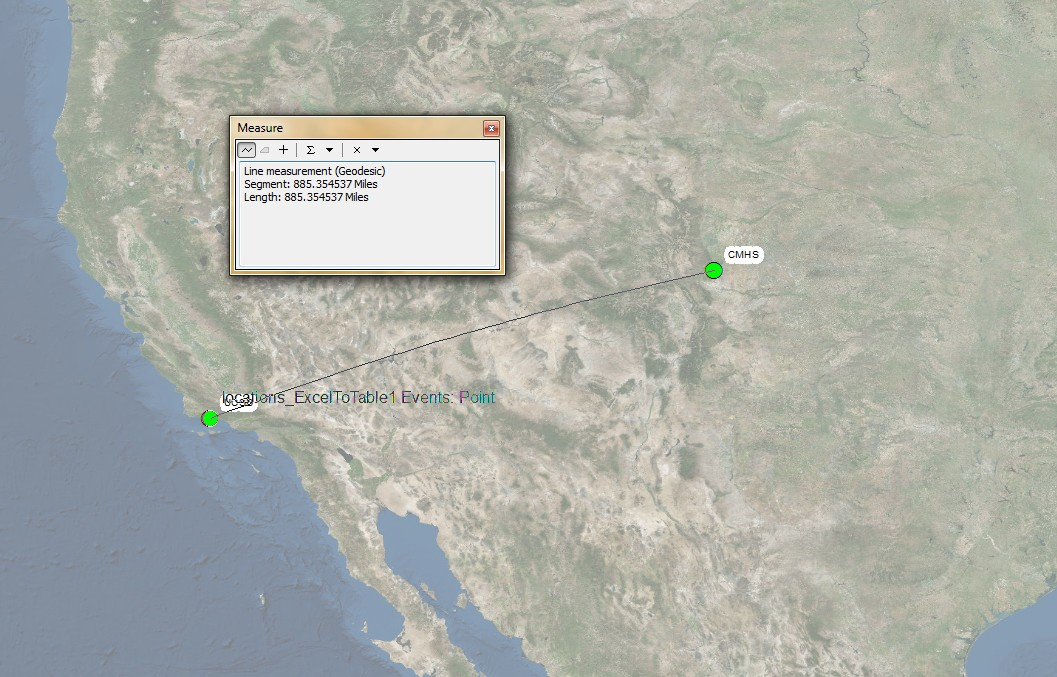 Measure
Line measurement (Geodesic)
Segment: 885.354537 Miles
Length: 885.354537 Miles
CMHS
locations_ExcelToTable1 Events: Point